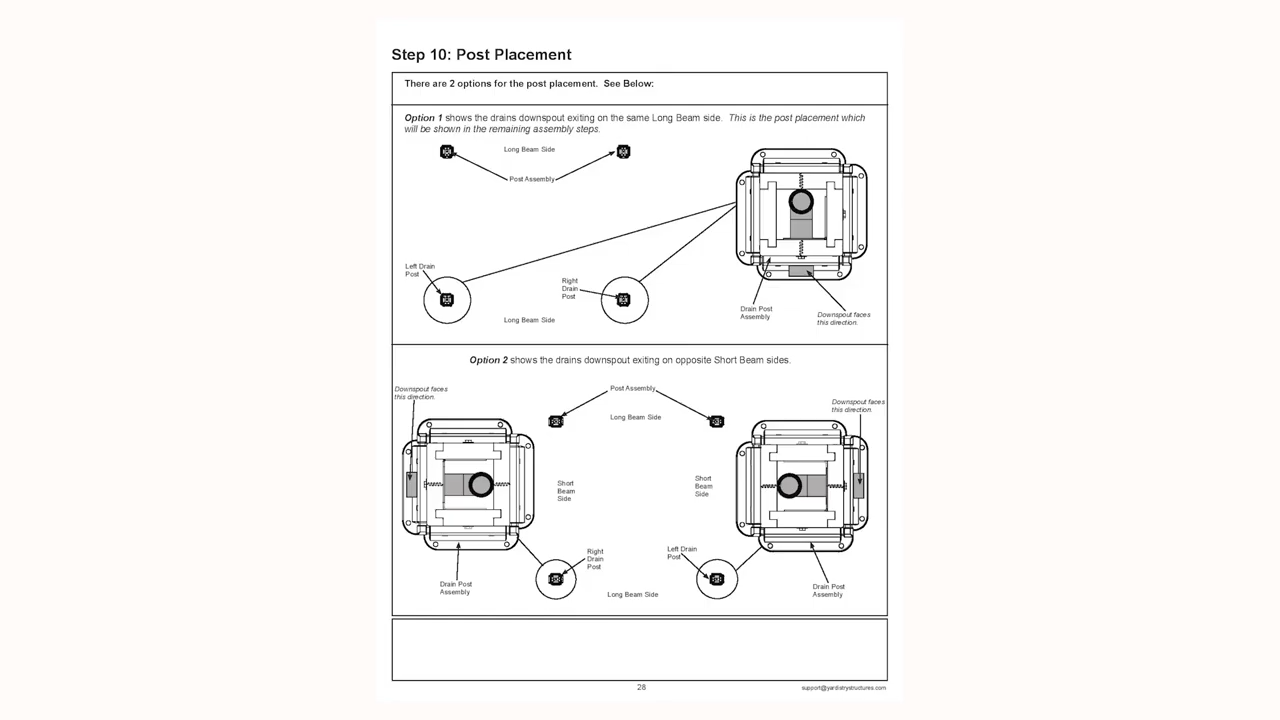 Step 10: Post Placement
There are 2 options for the post placement. See Below:
Option 1 shows the drains downspout exiting on the same Long Beam side. This is the post placement which
will be shown in the remaining assembly steps.
Long Beam Side
Post Assembly
Left Drain
Post
Right
Drain
Post
Long Beam Side
Drain Post
Assembly
Downspout faces
this direction.
Option 2 shows the drains downspout exiting on opposite Short Beam sides.
Downspout faces
this direction.
Post Assembly
Long Beam Side
Downspout faces
this direction.
Short
Beam
Side
Short
Beam
Side
Right
Drain
Post
Left Drain
Post
Drain Post
Assembly
Long Beam Side
Drain Post
Assembly
28
support@yardistrystructures.com